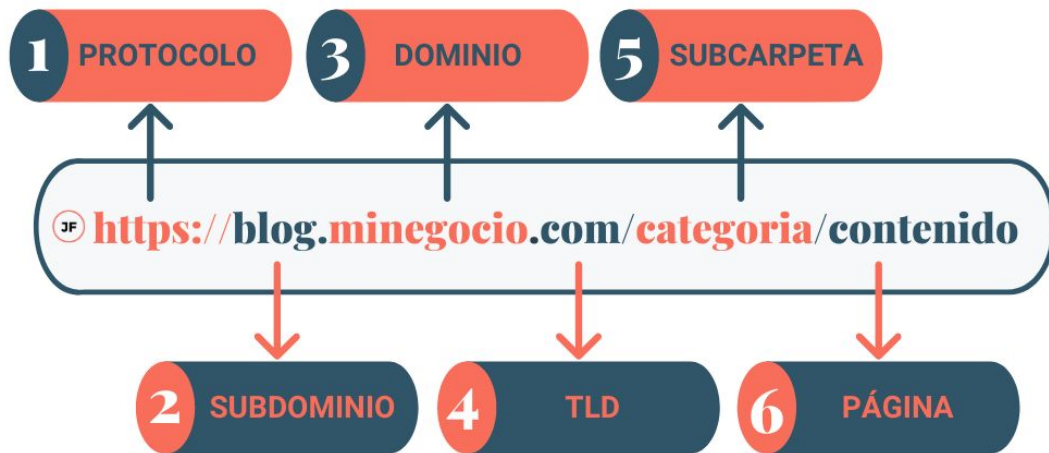 1 PROTOCOLO 3 DOMINIO 5 SUBCARPETA
JF https://blog.minegocio.com/categoria/contenido
2 SUBDOMINIO 4 TLD 6 PÁGINA